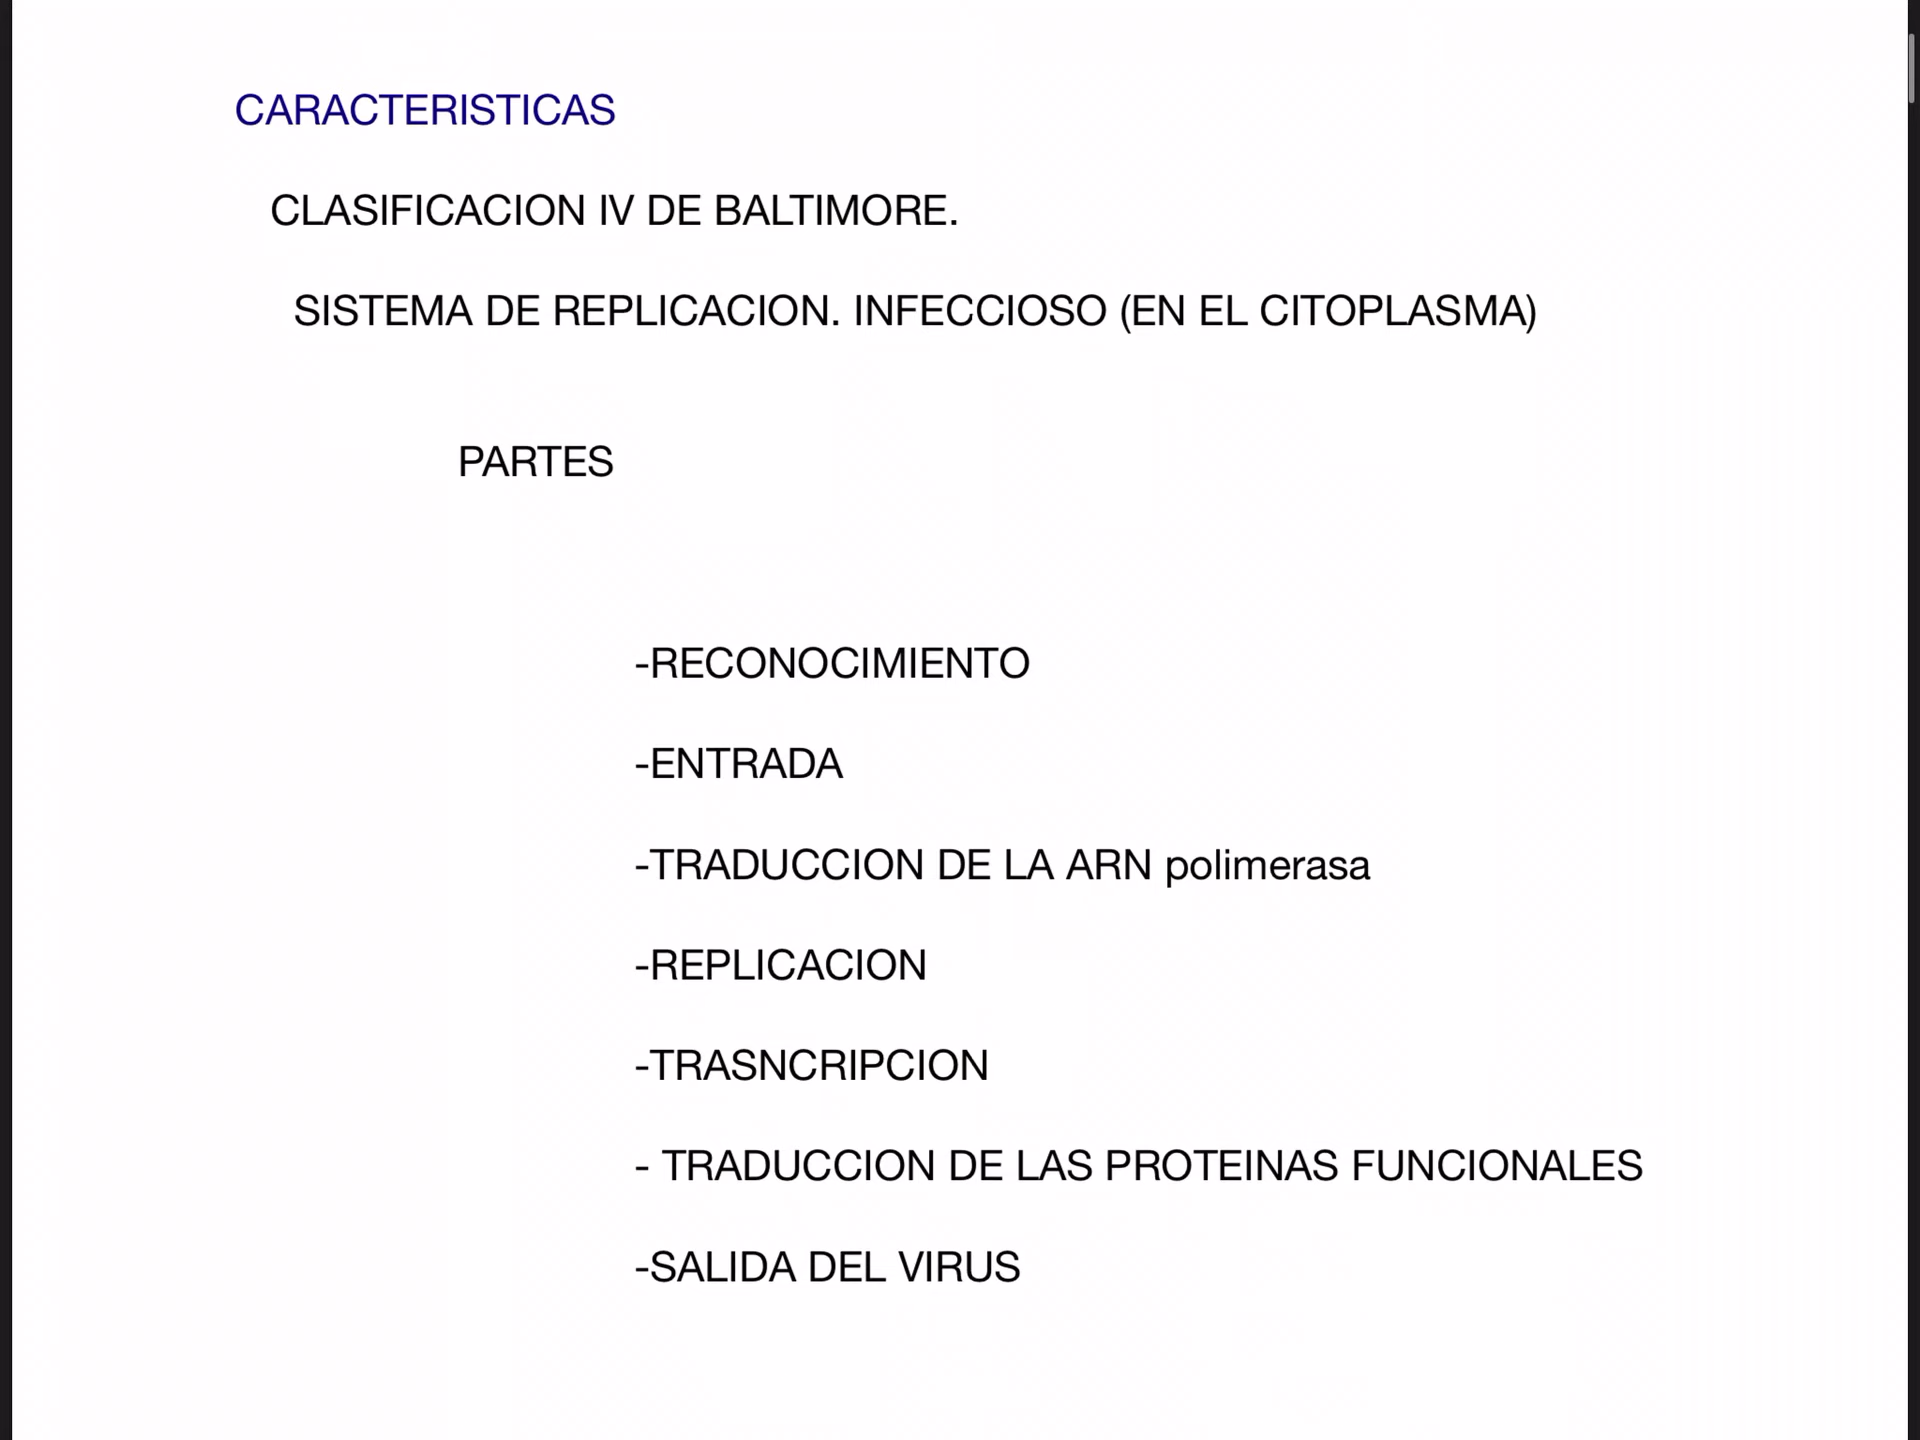 CARACTERISTICAS
CLASIFICACION IV DE BALTIMORE.
SISTEMA DE REPLICACION. INFECCIOSO (EN EL CITOPLASMA)
PARTES
-RECONOCIMIENTO
-ENTRADA
-TRADUCCION DE LA ARN polimerasa
-REPLICACION
-TRASNCRIPCION
- TRADUCCION DE LAS PROTEINAS FUNCIONALES
-SALIDA DEL VIRUS